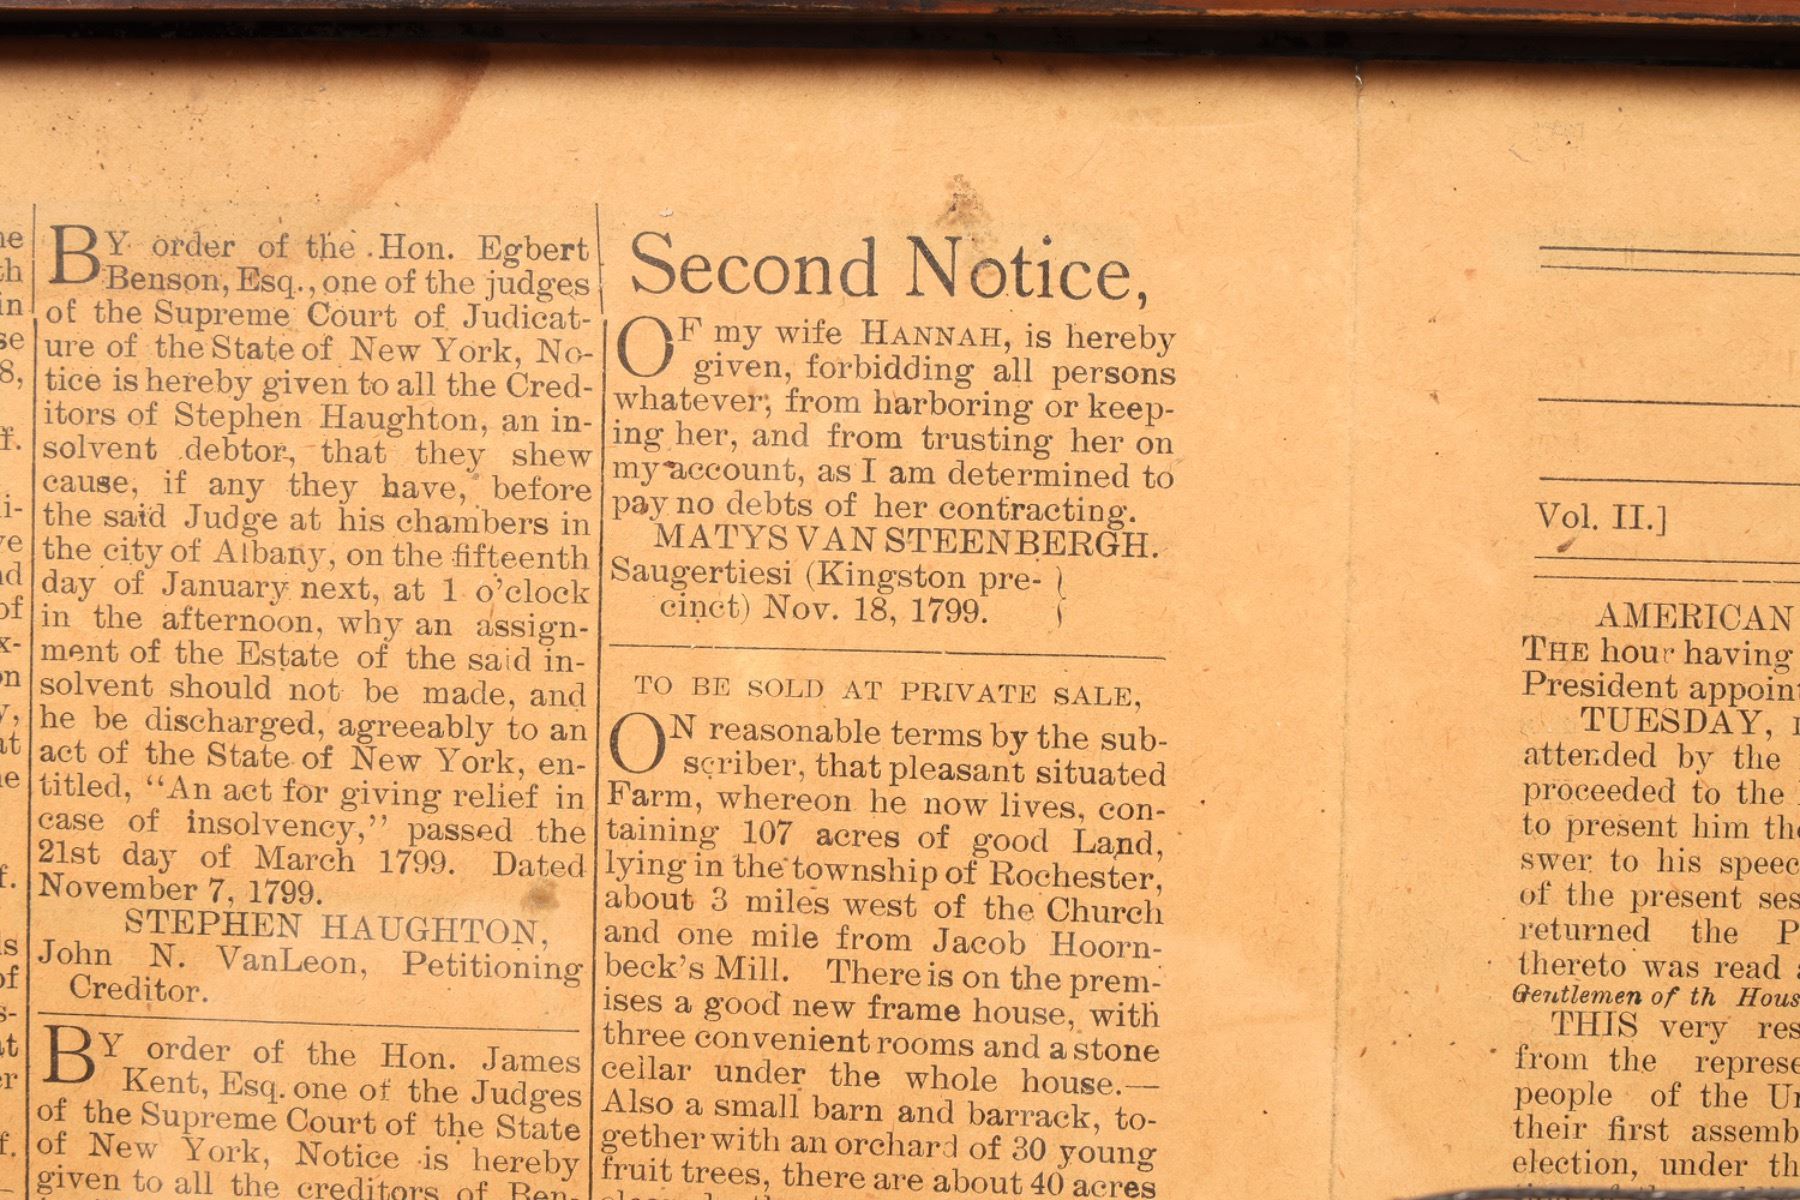 BY order of the Hon. Egbert
Benson, Esq., one of the judges
of the Supreme Court of Judicat-
ure of the State of New York, No-
tice is hereby given to all the Cred-
itors of Stephen Haughton, an in-
solvent debtor, that they shew
cause, if any they have, before
the said Judge at his chambers in
the city of Albany, on the fifteenth
day of January next, at 1 o'clock
in the afternoon, why an assign-
ment of the Estate of the said in-
solvent should not be made, and
he be discharged, agreeably to an
act of the State of New York, en-
titled, "An act for giving relief in
case of insolvency," passed the
21st day of March 1799. Dated
November 7, 1799.
STEPHEN HAUGHTON,
John N. VanLeon, Petitioning
Creditor.
BY order of the Hon. James
Kent, Esq. one of the Judges
of the Supreme Court of the State
of New York, Notice is hereby
given to all the creditors of Ben-
Second Notice,
OF my wife HANNAH, is hereby
given, forbidding all persons
whatever; from harboring or keep-
ing her, and from trusting her on
my account, as I am determined to
pay no debts of her contracting.
MATYS VAN STEENBERGH.
Saugertiesi (Kingston pre-
cinct) Nov. 18, 1799.
TO BE SOLD AT PRIVATE SALE,
ON reasonable terms by the sub-
scriber, that pleasant situated
Farm, whereon he now lives, con-
taining 107 acres of good Land,
lying in the township of Rochester,
about 3 miles west of the Church
and one mile from Jacob Hoorn-
beck's Mill. There is on the prem-
ises a good new frame house, with
three convenient rooms and a stone
cellar under the whole house.—
Also a small barn and barrack, to-
gether with an orchard of 30 young
fruit trees, there are about 40 acres
Vol. II.]
AMERICAN
THE hour having
President appoint
TUESDAY,
attended by the
proceeded to the
to present him the
swer to his speec
of the present ses
returned the P
thereto was read a
Gentlemen of th Hous
THIS very res
from the represe
people of the Un
their first assemb
election, under th